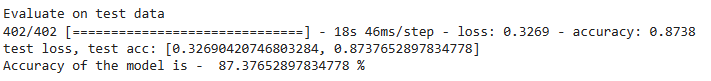 Evaluate on test data
402/402 [==============================] - 18s 46ms/step - loss: 0.3269 - accuracy: 0.8738
test loss, test acc: [0.32690420746803284, 0.8737652897834778]
Accuracy of the model is -  87.37652897834778 %